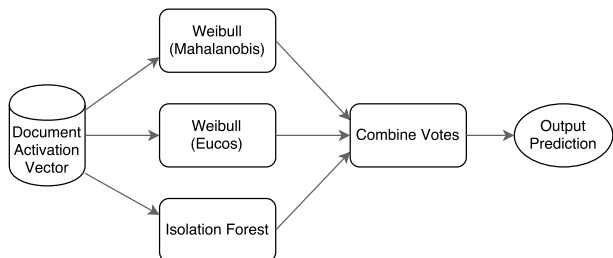 Document
Activation
Vector
Weibull
(Mahalanobis)
Weibull
(Eucos)
Isolation Forest
Combine Votes
Output
Prediction